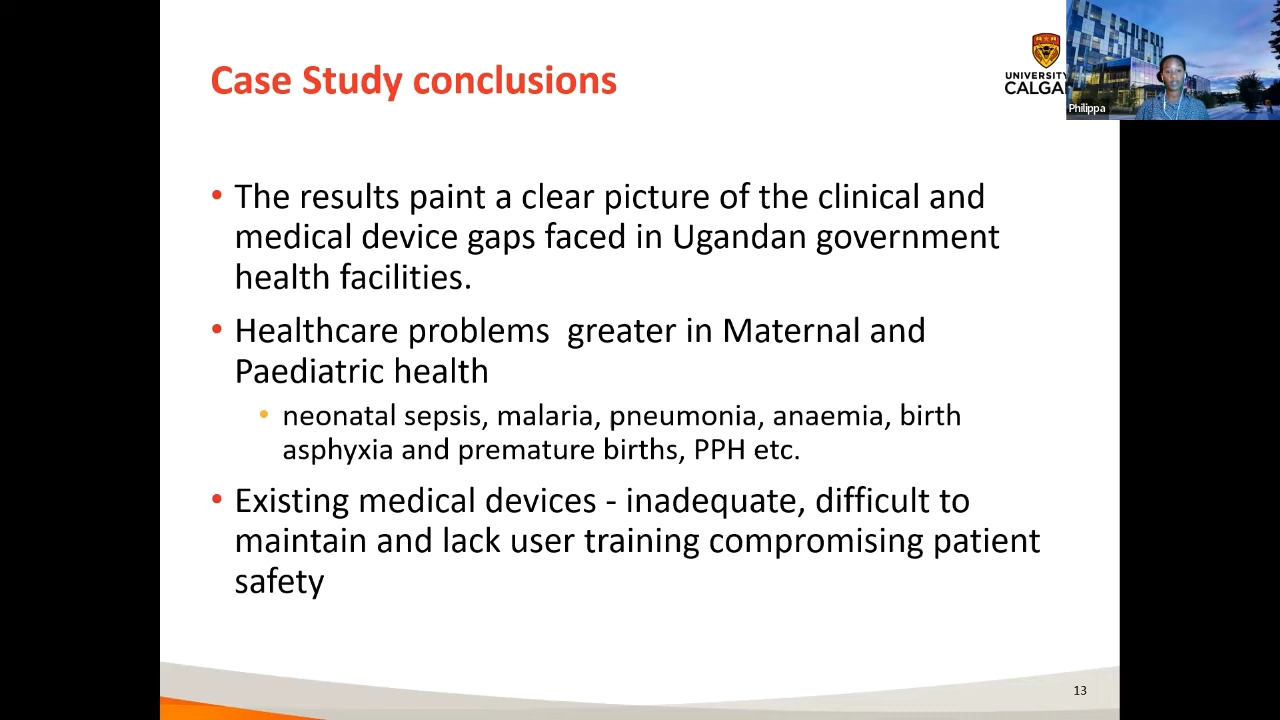 Case Study conclusions
UNIVERSITY
CALGA
Philippa
• The results paint a clear picture of the clinical and
medical device gaps faced in Ugandan government
health facilities.
• Healthcare problems  greater in Maternal and
Paediatric health
• neonatal sepsis, malaria, pneumonia, anaemia, birth
asphyxia and premature births, PPH etc.
• Existing medical devices - inadequate, difficult to
maintain and lack user training compromising patient
safety
13